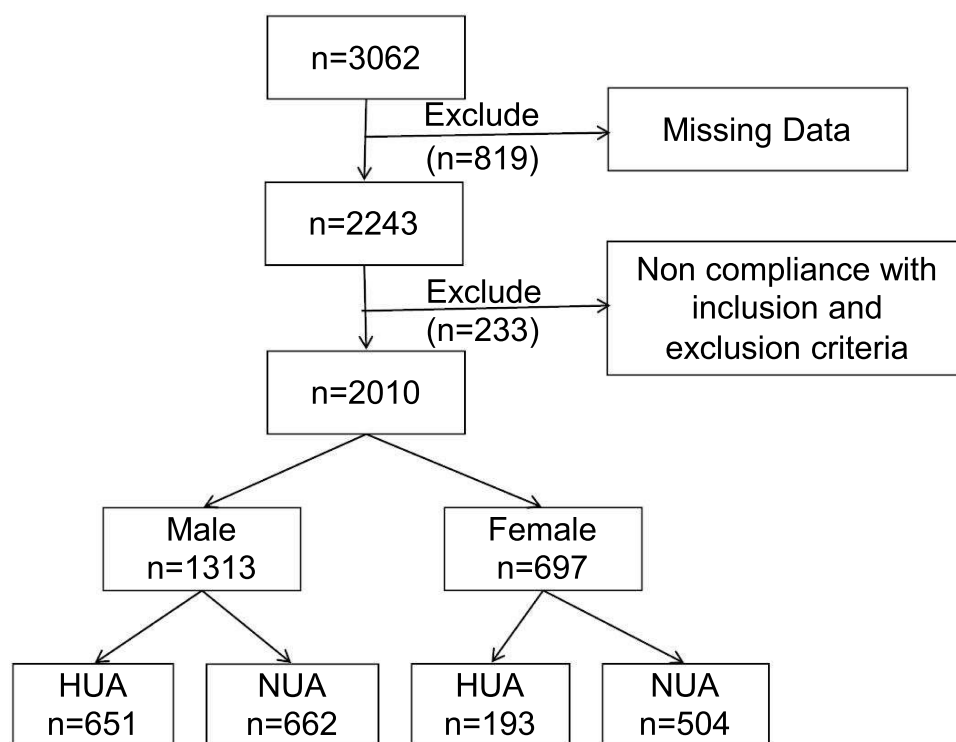 n=3062
Exclude
(n=819)
Missing Data
n=2243
Exclude
(n=233)
Non compliance with
inclusion and
exclusion criteria
n=2010
Male
n=1313
Female
n=697
HUA
n=651
NUA
n=662
HUA
n=193
NUA
n=504